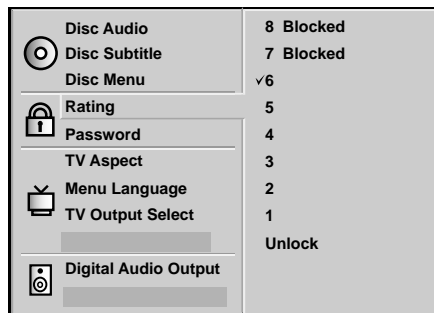 Disc Audio
Disc Subtitle
Disc Menu
Rating
Password
TV Aspect
Menu Language
TV Output Select
Digital Audio Output
8 Blocked
7 Blocked
✓6
5
4
3
2
1
Unlock